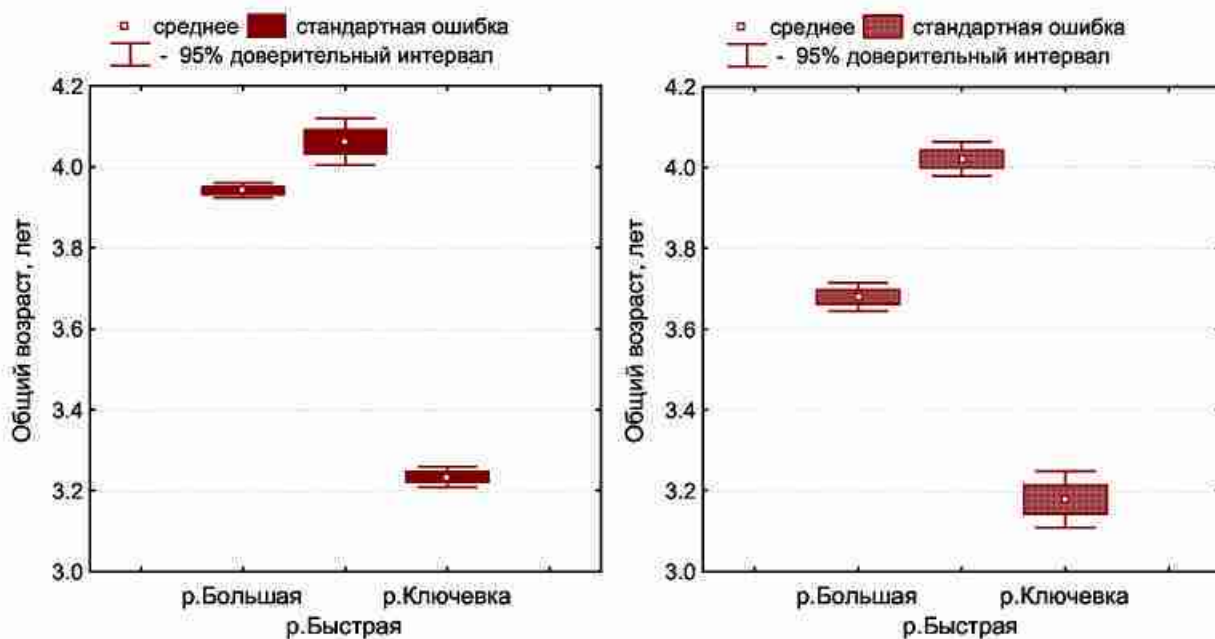 среднее стандартная ошибка
- 95% доверительный интервал
4.2
4.0
3.8
3.6
3.4
3.2
3.0
Общий возраст, лет
р.Большая р.Ключевка
р.Быстрая
среднее стандартная ошибка
- 95% доверительный интервал
4.2
4.0
3.8
3.6
3.4
3.2
3.0
Общий возраст, лет
р.Большая р.Ключевка
р.Быстрая